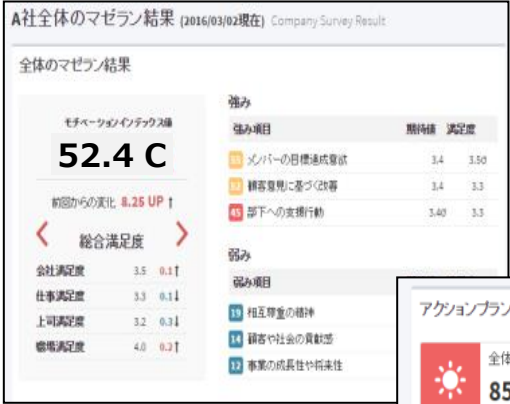 A社全体のマゼラン結果 (2016/03/02現在) Company Survey Result
全体のマゼラン結果
モチベーションインデックス値
52.4 C
前回からの変化 8.25 UP ↑
総合満足度
会社満足度 3.5 0.1↑
仕事満足度 3.3 0.1↓
上司満足度 3.2 0.3↓
職場満足度 4.0 0.2↑
強み
強み項目 期待値 満足度
メンバーの目標達成意欲 3.4 3.50
顧客意見に基づく改善 3.4 3.3
45 部下への支援行動 3.40 3.3
弱み
弱み項目
19 相互尊重の精神
14 顧客や社会の貢献感
12 事業の成長性や将来性
アクションプラン
全体
85